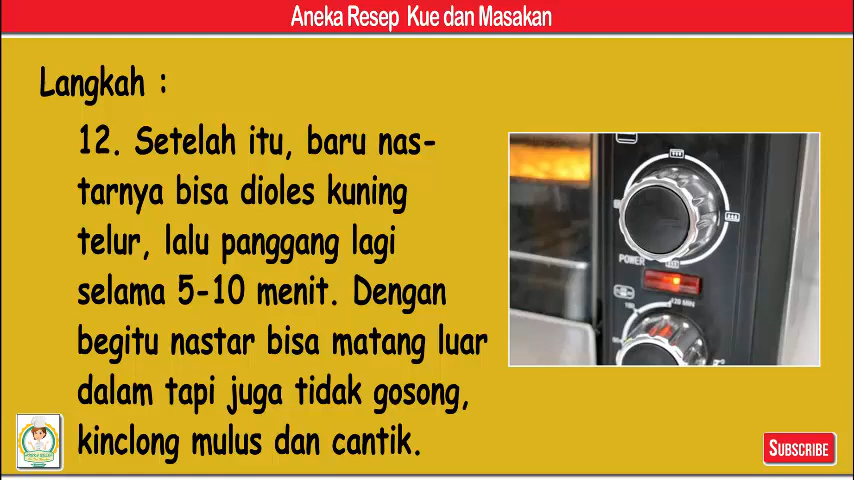 Aneka Resep Kue dan Masakan
Langkah :
12. Setelah itu, baru nas-
tarnya bisa dioles kuning
telur, lalu panggang lagi
selama 5-10 menit. Dengan
begitu nastar bisa matang luar
dalam tapi juga tidak gosong,
kinclong mulus dan cantik.
POWER
120 MIN
SUBSCRIBE